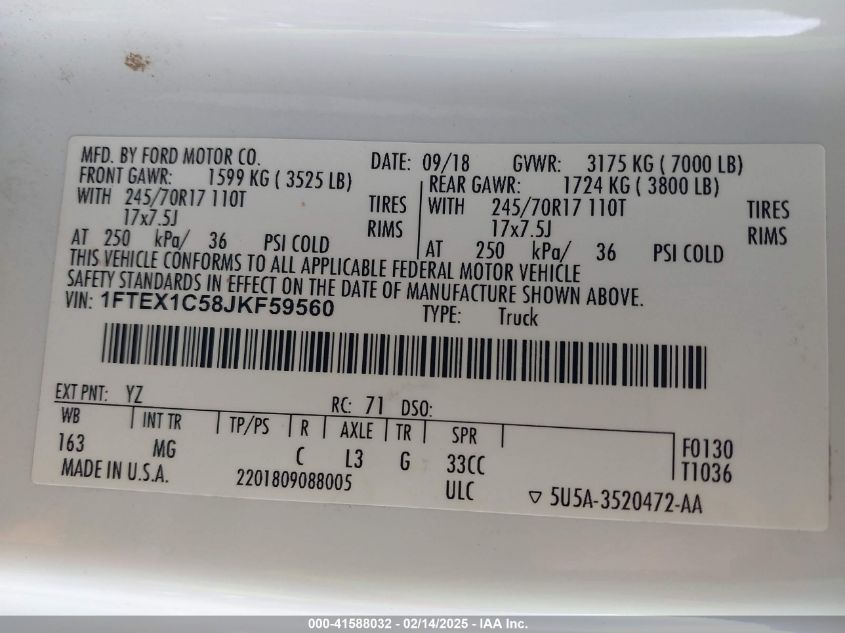 MFD. BY FORD MOTOR CO. DATE: 09/18 GVWR: 3175 KG ( 7000 LB)
FRONT GAWR: 1599 KG ( 3525 LB) REAR GAWR: 1724 KG ( 3800 LB)
WITH 245/70R17 110T TIRES WITH 245/70R17 110T TIRES
17x7.5J RIMS 17x7.5J RIMS
AT 250 kPa/ 36 PSI COLD AT 250 kPa/ 36 PSI COLD
THIS VEHICLE CONFORMS TO ALL APPLICABLE FEDERAL MOTOR VEHICLE
SAFETY STANDARDS IN EFFECT ON THE DATE OF MANUFACTURE SHOWN ABOVE.
VIN: 1FTEX1C58JKF59560 TYPE: Truck
EXT PNT: YZ RC: 71 DSO:
WB INT TR TP/PS R AXLE TR SPR F0130
163 MG C L3 G 33CC T1036
MADE IN U.S.A. 2201809088005 ULC ▽ 5U5A-3520472-AA
000-41588032 - 02/14/2025 - IAA Inc.